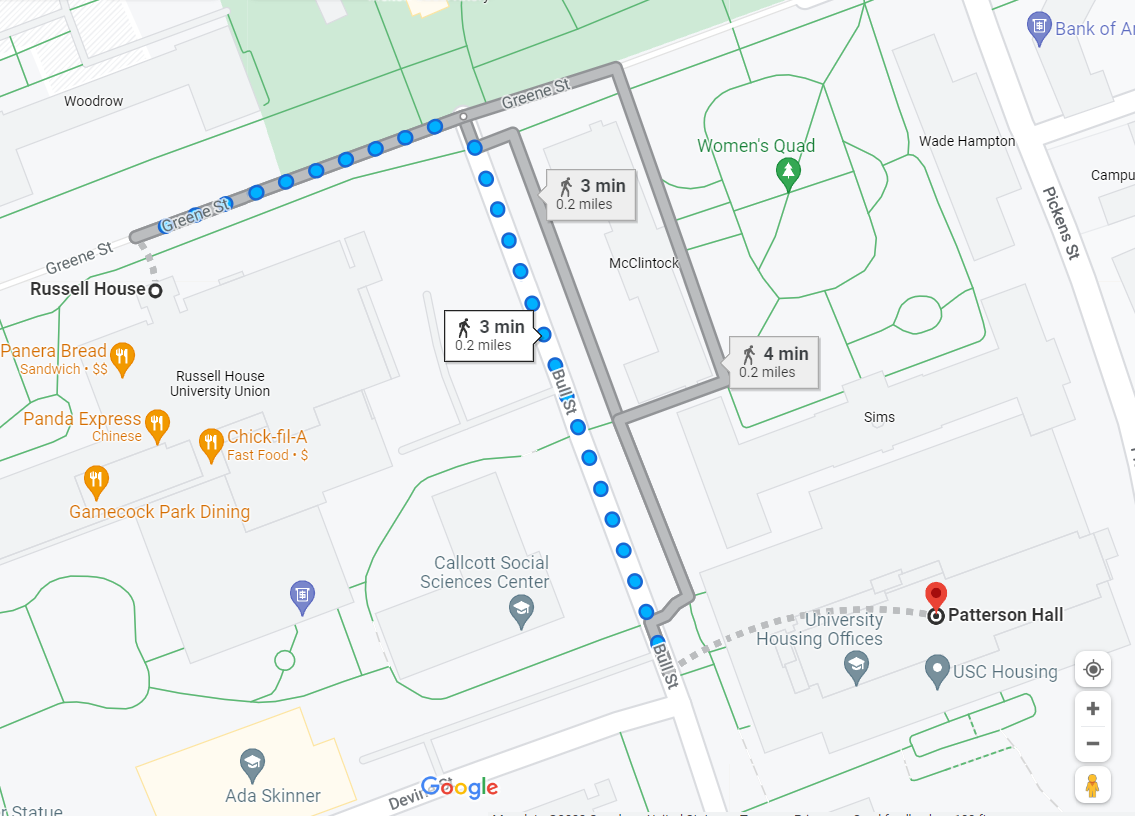 Woodrow
Bank of Ar
Greene St
Women's Quad
Wade Hampton
Campu
3 min
0.2 miles
Greene St
Pickens St
Greene St
McClintock
Russell House
3 min
0.2 miles
4 min
0.2 miles
Panera Bread
Sandwich • $$
Russell House
University Union
Bull St
Sims
Panda Express
Chinese
Chick-fil-A
Fast Food • $
Gamecock Park Dining
Callcott Social
Sciences Center
Patterson Hall
University
Housing Offices
Bull St
USC Housing
Ada Skinner
Google
r Statue